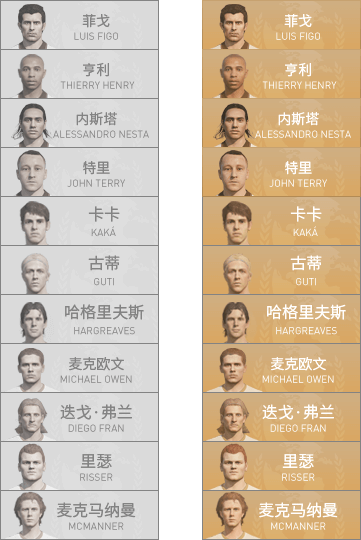 菲戈
LUIS FIGO
亨利
THIERRY HENRY
内斯塔
ALESSANDRO NESTA
特里
JOHN TERRY
卡卡
KAKÁ
古蒂
GUTI
哈格里夫斯
HARGREAVES
麦克欧文
MICHAEL OWEN
迭戈·弗兰
DIEGO FRAN
里瑟
RISSER
麦克马纳曼
MCMANNER
菲戈
LUIS FIGO
亨利
THIERRY HENRY
内斯塔
ALESSANDRO NESTA
特里
JOHN TERRY
卡卡
KAKÁ
古蒂
GUTI
哈格里夫斯
HARGREAVES
麦克欧文
MICHAEL OWEN
迭戈·弗兰
DIEGO FRAN
里瑟
RISSER
麦克马纳曼
MCMANNER